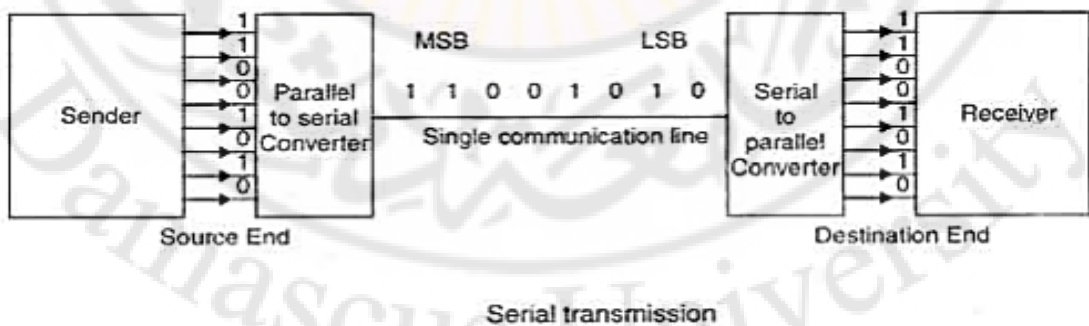 1
1
0
0
1
0
1
0
Sender
Parallel
to serial
Converter
MSB LSB
1 1 0 0 1 0 1 0
Single communication line
Serial
to
parallel
Converter
1
1
0
0
1
0
1
0
Receiver
Source End
Destination End
Serial transmission
Damascus University